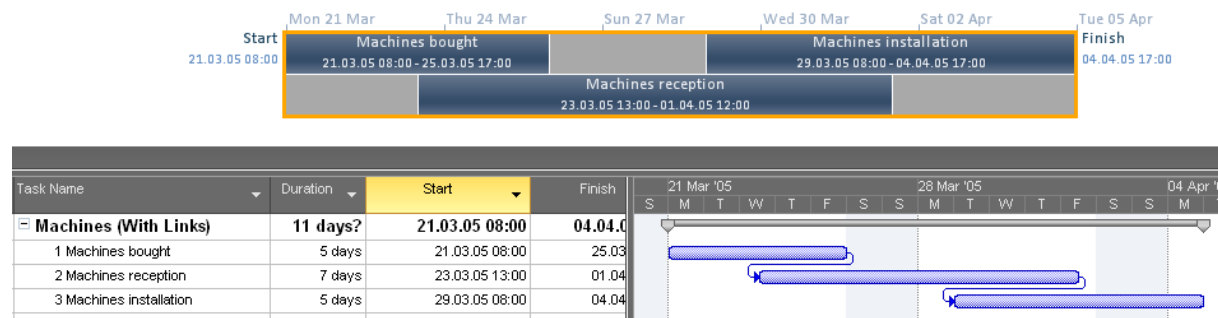 Mon 21 Mar Thu 24 Mar Sun 27 Mar Wed 30 Mar Sat 02 Apr Tue 05 Apr
Start Machines bought Machines installation Finish
21.03.05 08:00 21.03.05 08:00 - 25.03.05 17:00 29.03.05 08:00 - 04.04.05 17:00 04.04.05 17:00
Machines reception
23.03.05 13:00 - 01.04.05 12:00
Task Name Duration Start Finish 21 Mar '05 28 Mar '05 04 Apr '
S M T W T F S S M T W T F S S M
Machines (With Links) 11 days? 21.03.05 08:00 04.04.0
1 Machines bought 5 days 21.03.05 08:00 25.03
2 Machines reception 7 days 23.03.05 13:00 01.04
3 Machines installation 5 days 29.03.05 08:00 04.04